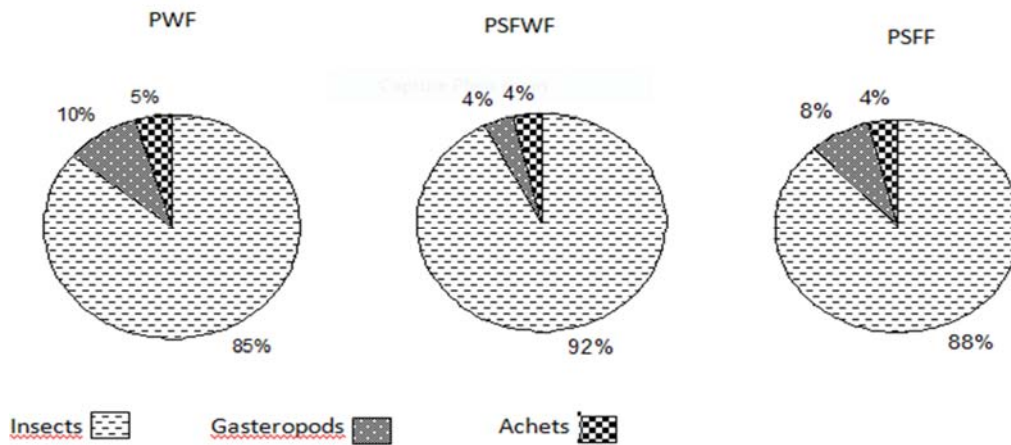 PWF
PSFWF
PSFF
10%
5%
85%
4%
4%
92%
8%
4%
88%
Insects
Gasteropods
Achets